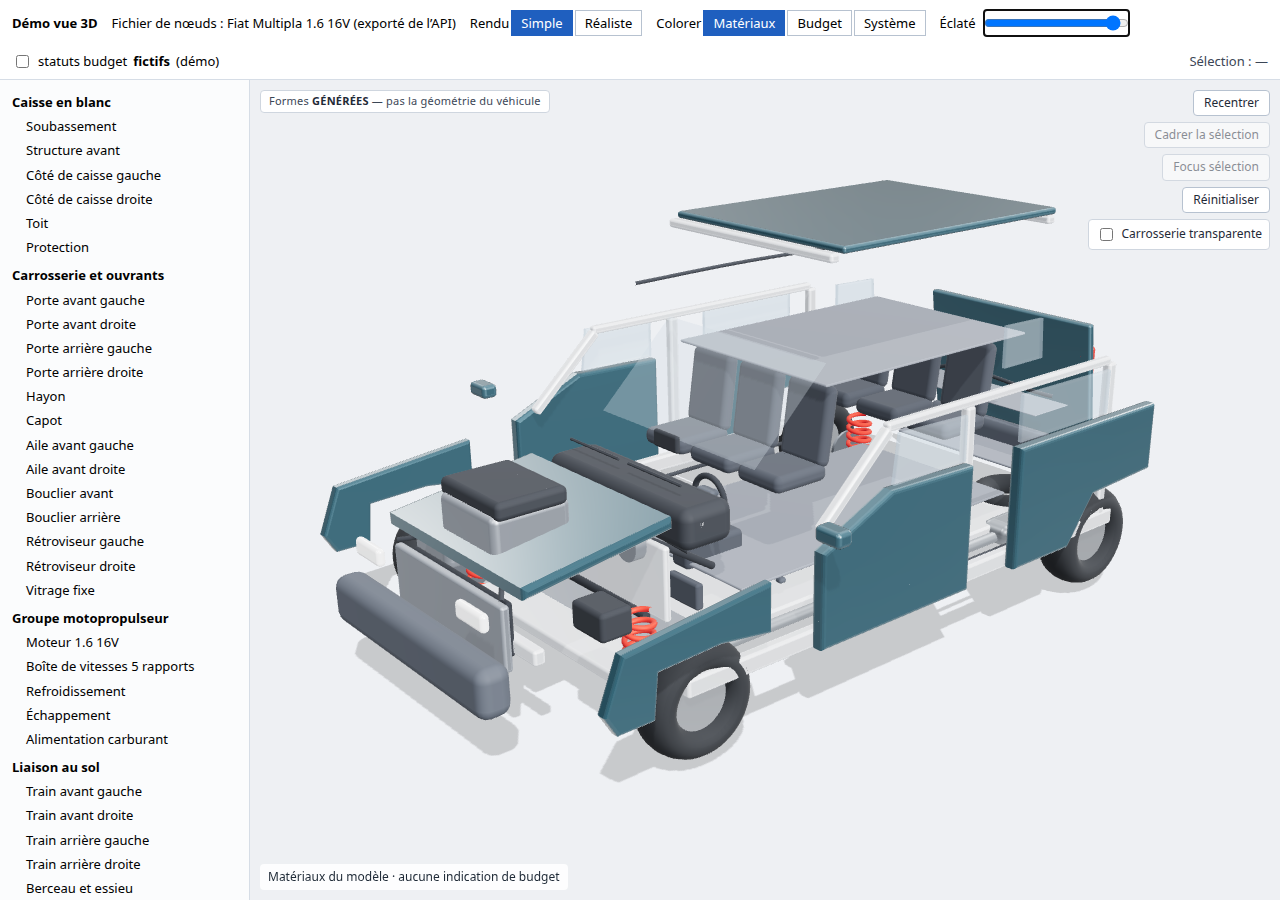 Démo vue 3D Fichier de nœuds : Fiat Multipla 1.6 16V (exporté de l'API) Rendu Simple Réaliste Colorer Matériaux Budget Système Éclaté
statuts budget fictifs (démo) Sélection : —
Caisse en blanc
Soubassement
Structure avant
Côté de caisse gauche
Côté de caisse droite
Toit
Protection
Carrosserie et ouvrants
Porte avant gauche
Porte avant droite
Porte arrière gauche
Porte arrière droite
Hayon
Capot
Aile avant gauche
Aile avant droite
Bouclier avant
Bouclier arrière
Rétroviseur gauche
Rétroviseur droite
Vitrage fixe
Groupe motopropulseur
Moteur 1.6 16V
Boîte de vitesses 5 rapports
Refroidissement
Échappement
Alimentation carburant
Liaison au sol
Train avant gauche
Train avant droite
Train arrière gauche
Train arrière droite
Berceau et essieu
Formes GÉNÉRÉES — pas la géométrie du véhicule
Recentrer
Cadrer la sélection
Focus sélection
Réinitialiser
Carrosserie transparente
Matériaux du modèle · aucune indication de budget